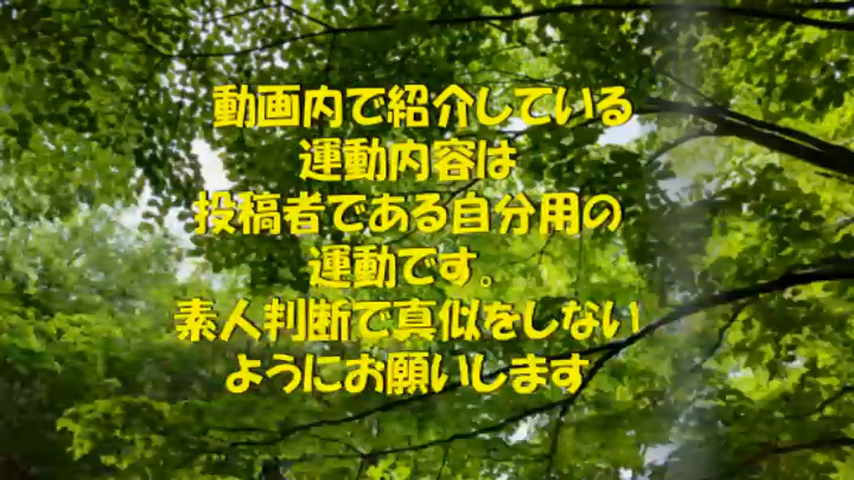 動画内で紹介している
運動内容は
投稿者である自分用の
運動です。
素人判断で真似をしない
ようにお願いします